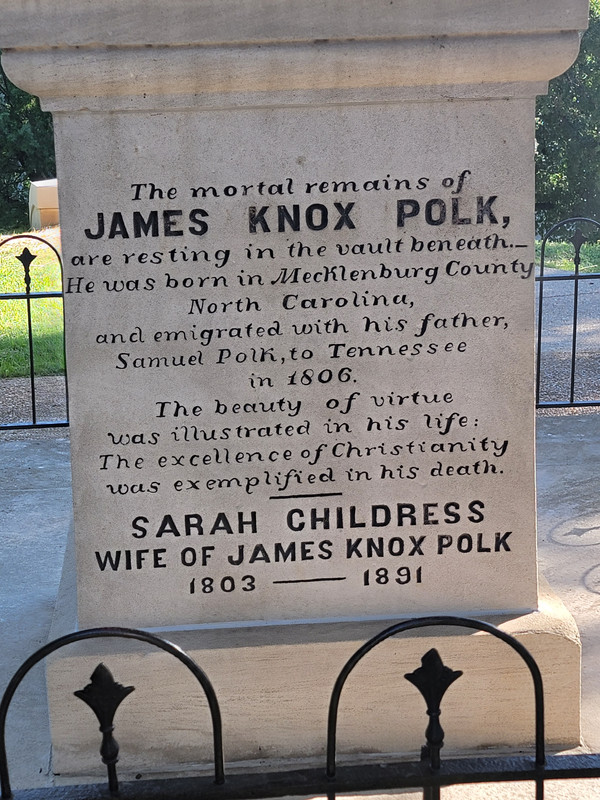 The mortal remains of
JAMES KNOX POLK,
are resting in the vault beneath.—
He was born in Mecklenburg County
North Carolina,
and emigrated with his father,
Samuel Polk, to Tennessee
in 1806.
The beauty of virtue
was illustrated in his life:
The excellence of Christianity
was exemplified in his death.
SARAH CHILDRESS
WIFE OF JAMES KNOX POLK
1803 — 1891